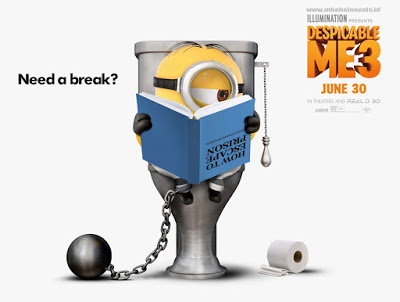 www.mbahsinopsis.id
ILLUMINATION PRESENTS
DESPICABLE
ME3
JUNE 30
IN THEATERS AND REAL D 3D
Need a break?
HOW TO
ESCAPE
PRISON